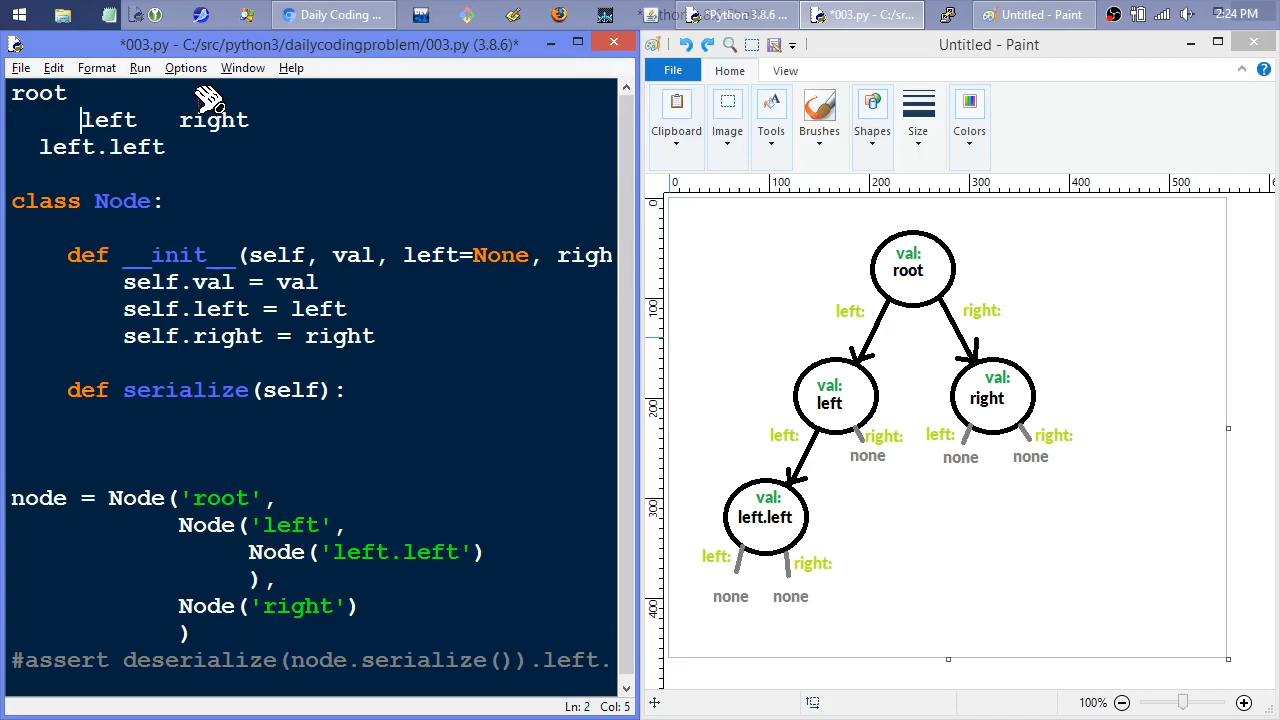 Daily Coding ...
*Python 3.8.6 ...
*003.py - C:/sr...
Untitled - Paint
2:24 PM
*003.py - C:/src/python3/dailycodingproblem/003.py (3.8.6)*
File Edit Format Run Options Window Help
root
left right
left.left
class Node:
def __init__(self, val, left=None, righ
self.val = val
self.left = left
self.right = right
def serialize(self):
node = Node('root',
Node('left',
Node('left.left')
),
Node('right')
)
#assert deserialize(node.serialize()).left.
Ln: 2 Col: 5
Untitled - Paint
File Home View
Clipboard Image Tools Brushes Shapes Size Colors
0 100 200 300 400 500 6
0
100
200
300
400
val:
root
left: right:
val: val:
left right
left: right: left: right:
none none none
val:
left.left
left: right:
none none
100%